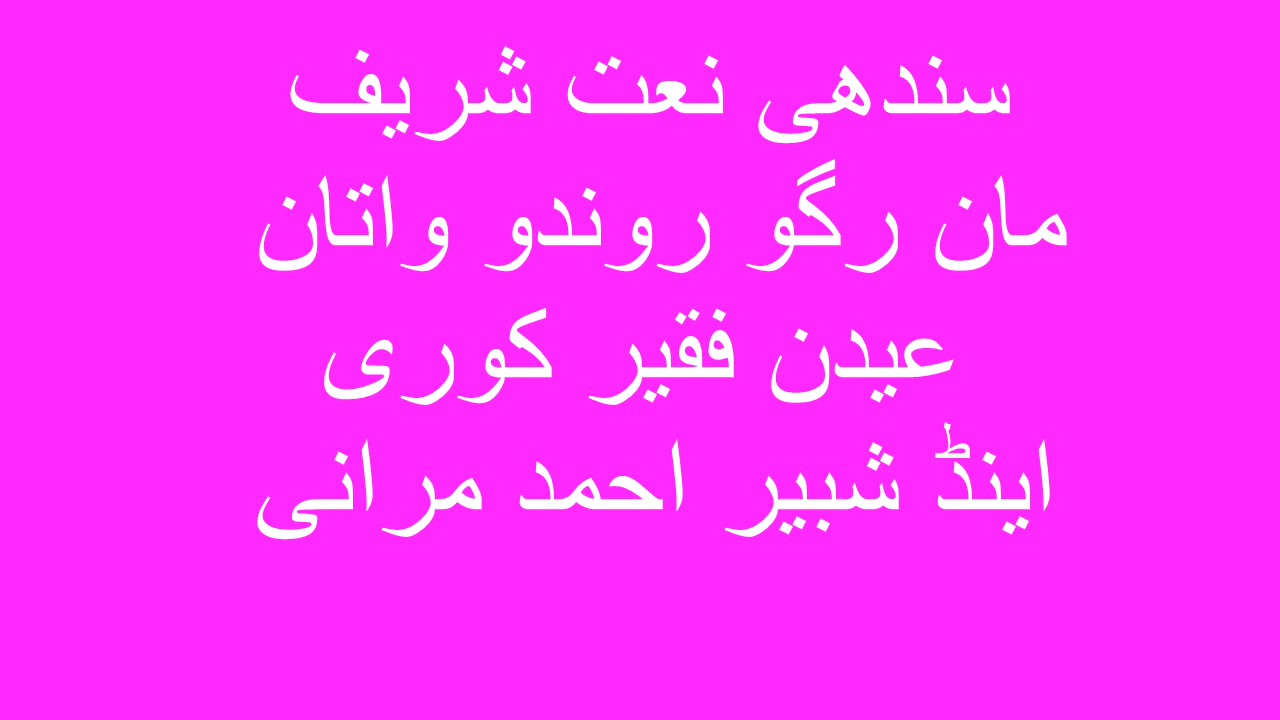 سندھی نعت شریف
مان رگو روندو واتان
عیدن فقیر کوری
اینڈ شبیر احمد مرانی